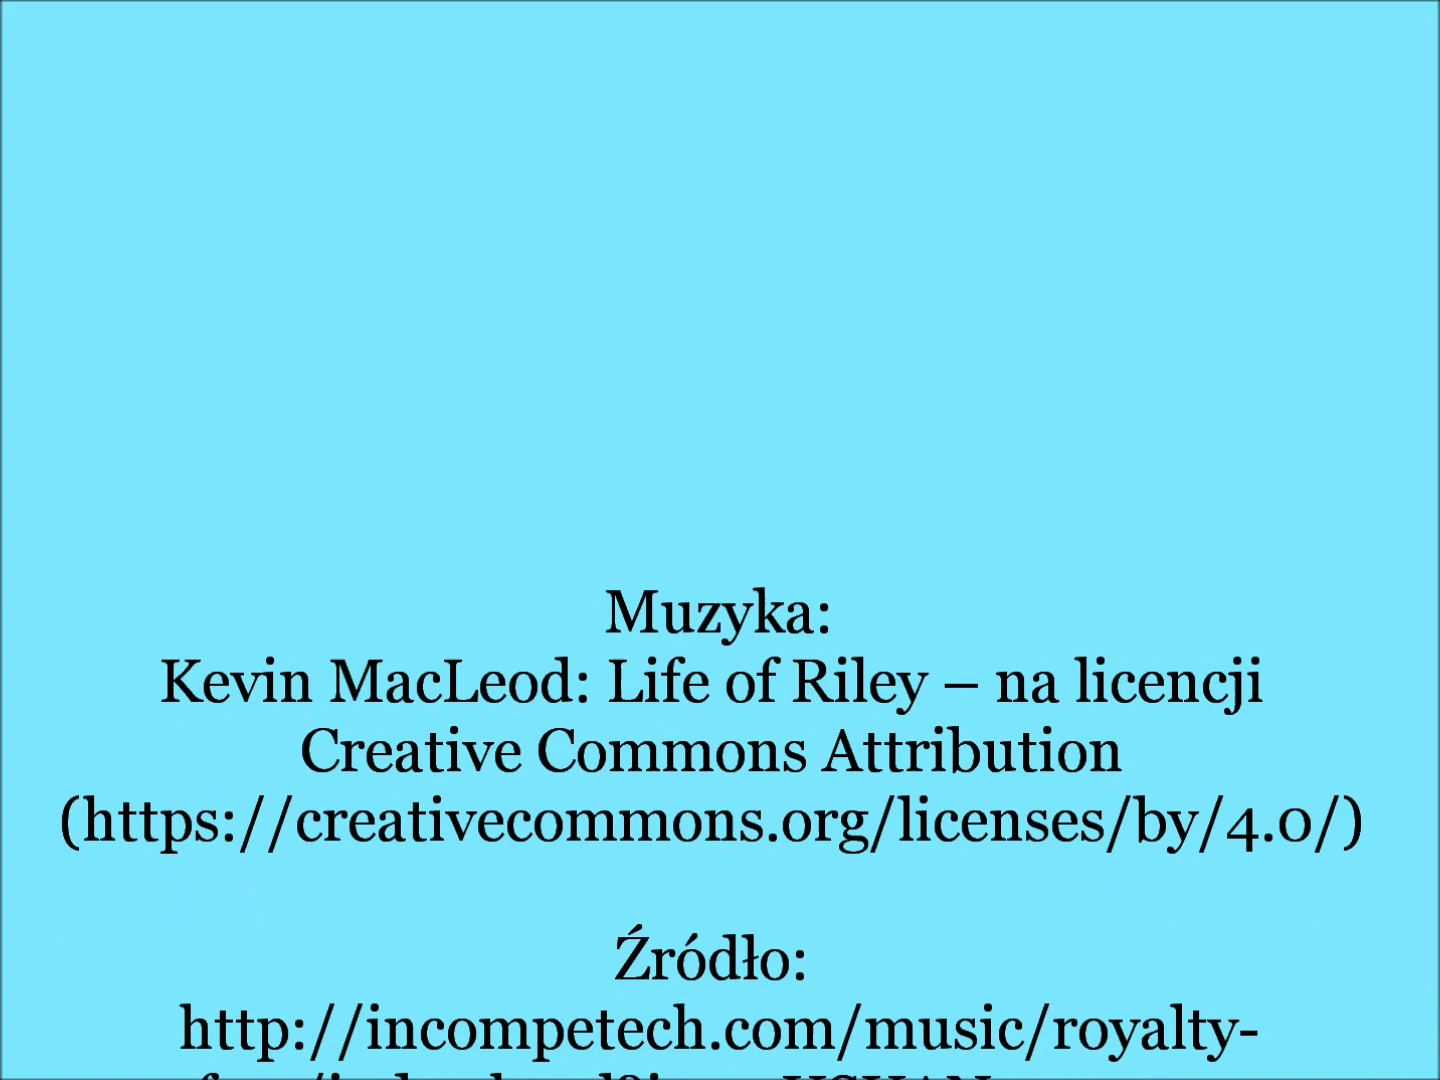 Muzyka:
Kevin MacLeod: Life of Riley – na licencji
Creative Commons Attribution
(https://creativecommons.org/licenses/by/4.0/)
Źródło:
http://incompetech.com/music/royalty-